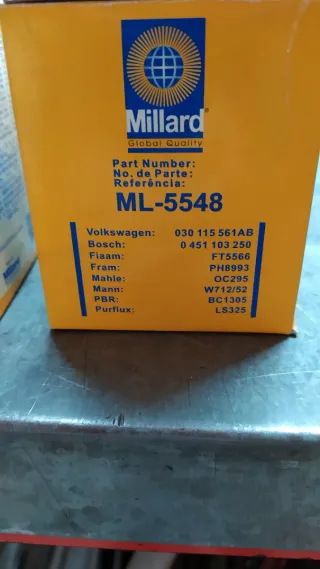 Millard®
Global Quality
Part Number:
No. de Parte:
Referência:
ML-5548
Volkswagen: 030 115 561AB
Bosch: 0 451 103 250
Fiaam: FT5566
Fram: PH8993
Mahle: OC295
Mann: W712/52
PBR: BC1305
Purflux: LS325